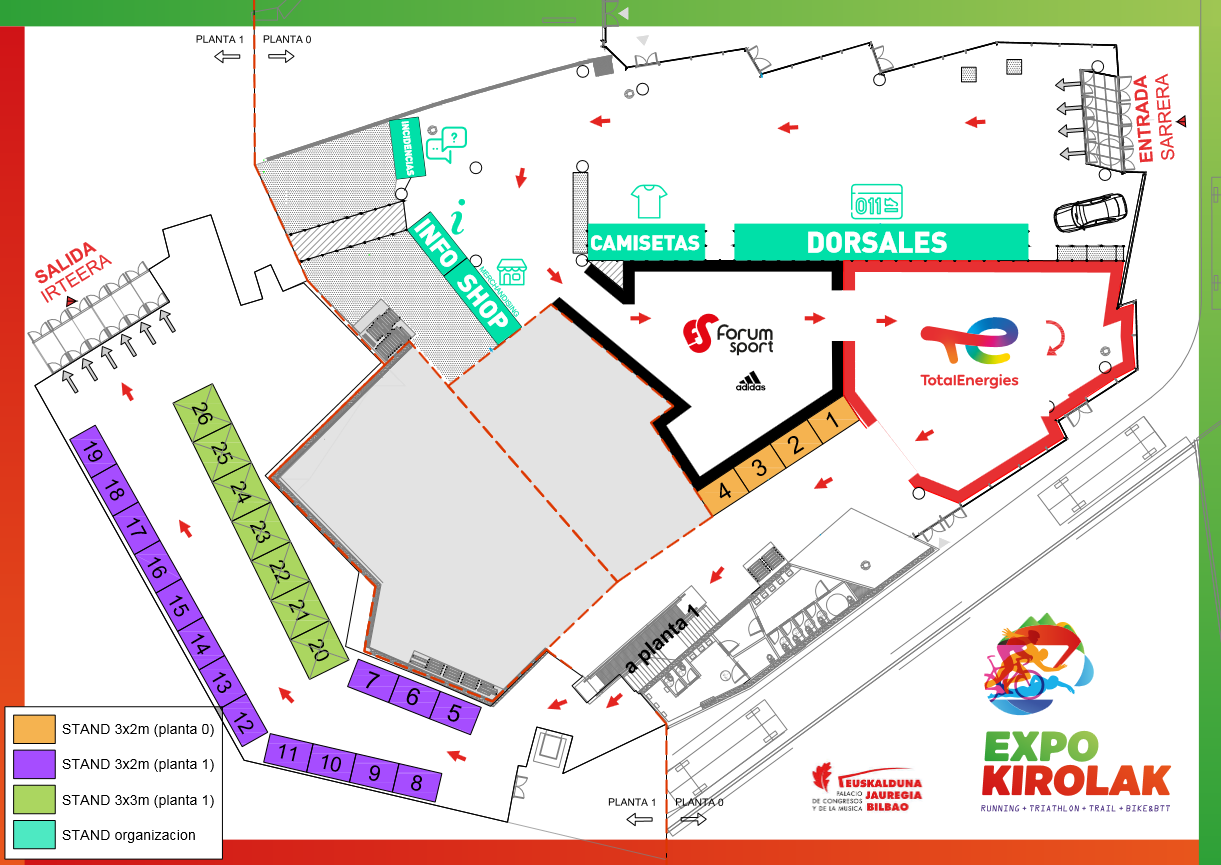 PLANTA 1
PLANTA 0
ENTRADA
SARRERA
INCIDENCIAS
?
i
INFO
SHOP
MERCHANDISING
CAMISETAS
011
DORSALES
SALIDA
IRTEERA
Forum
sport
adidas
TotalEnergies
1
2
3
4
26
25
24
23
22
21
20
19
18
17
16
15
14
13
12
11
10
9
8
7
6
5
a planta 1
STAND 3x2m (planta 0)
STAND 3x2m (planta 1)
STAND 3x3m (planta 1)
STAND organizacion
PLANTA 1
PLANTA 0
EUSKALDUNA
PALACIO
DE CONGRESOS
Y DE LA MUSICA
JAUREGIA
BILBAO
EXPO
KIROLAK
RUNNING + TRIATHLON + TRAIL + BIKE&BTT